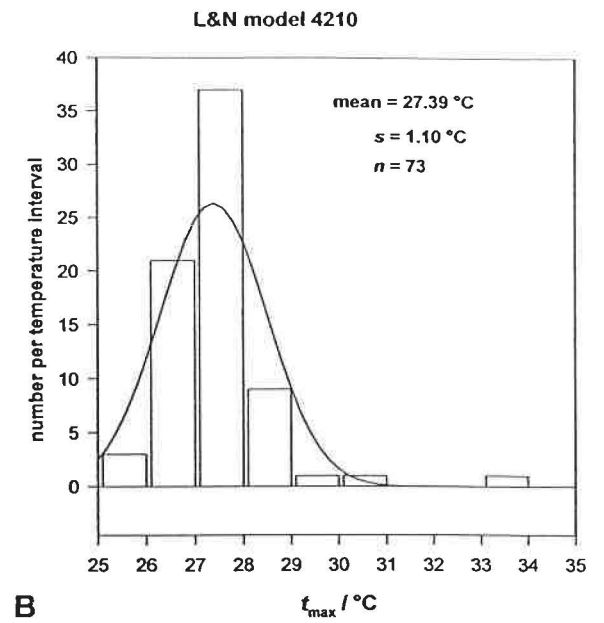 L&N model 4210
40
35
30
25
20
15
10
5
0
number per temperature interval
mean = 27.39 °C
s = 1.10 °C
n = 73
25 26 27 28 29 30 31 32 33 34 35
B
tmax / °C